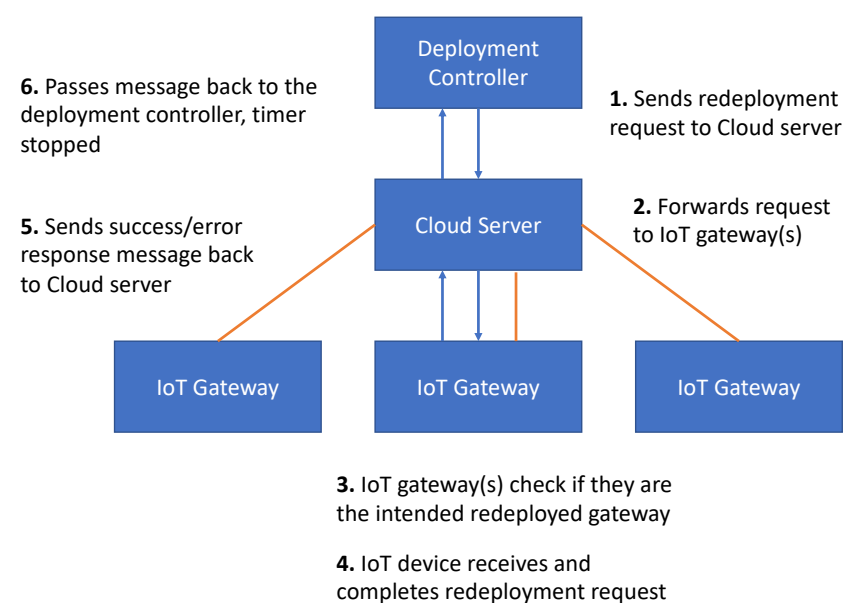 Deployment
Controller
6. Passes message back to the
deployment controller, timer
stopped
1. Sends redeployment
request to Cloud server
Cloud Server
2. Forwards request
to IoT gateway(s)
5. Sends success/error
response message back
to Cloud server
IoT Gateway
IoT Gateway
IoT Gateway
3. IoT gateway(s) check if they are
the intended redeployed gateway
4. IoT device receives and
completes redeployment request